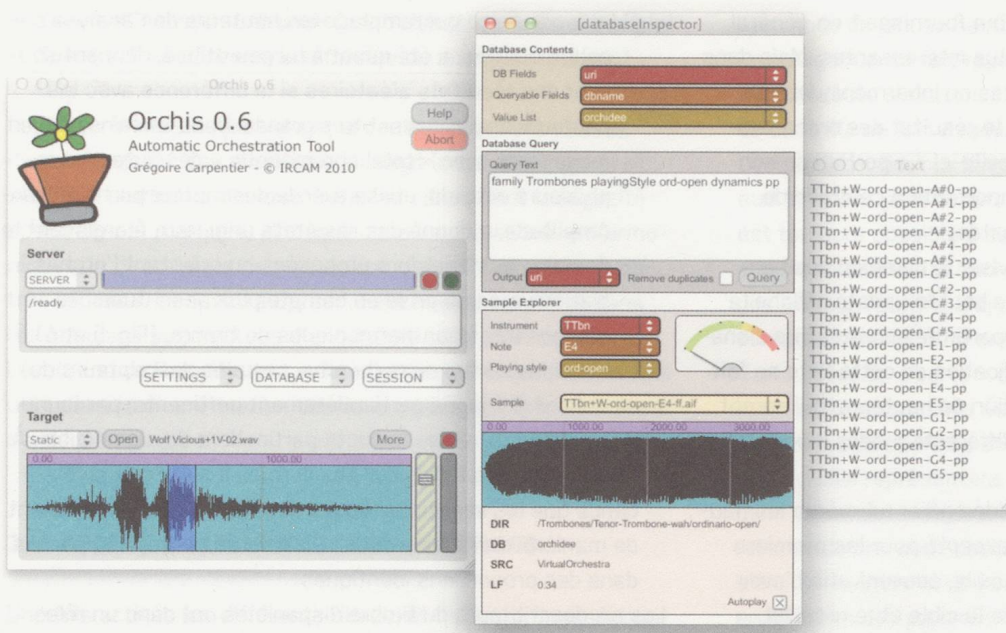 Orchis 0.6
Orchis 0.6
Automatic Orchestration Tool
Grégoire Carpentier - © IRCAM 2010
Help
Abort
Server
SERVER
/ready
SETTINGS
DATABASE
SESSION
Target
Static
Open
Wolf Vicious+1V-02.wav
More
0.00
1000.00
[databaseInspector]
Database Contents
DB Fields
uri
Queryable Fields
dbname
Value List
orchidee
Database Query
Query Text
family Trombones playingStyle ord-open dynamics pp
Output
uri
Remove duplicates
Query
Sample Explorer
Instrument
TTbn
Note
E4
Playing style
ord-open
Sample
TTbn+W-ord-open-E4-ff.aif
0.00
1000.00
2000.00
3000.00
DIR
/Trombones/Tenor-Trombone-wah/ordinario-open/
DB
orchidee
SRC
VirtualOrchestra
LF
0.34
Autoplay
Text
TTbn+W-ord-open-A#0-pp
TTbn+W-ord-open-A#1-pp
TTbn+W-ord-open-A#2-pp
TTbn+W-ord-open-A#3-pp
TTbn+W-ord-open-A#4-pp
TTbn+W-ord-open-A#5-pp
TTbn+W-ord-open-C#1-pp
TTbn+W-ord-open-C#2-pp
TTbn+W-ord-open-C#3-pp
TTbn+W-ord-open-C#4-pp
TTbn+W-ord-open-C#5-pp
TTbn+W-ord-open-E1-pp
TTbn+W-ord-open-E2-pp
TTbn+W-ord-open-E3-pp
TTbn+W-ord-open-E4-pp
TTbn+W-ord-open-E5-pp
TTbn+W-ord-open-G1-pp
TTbn+W-ord-open-G2-pp
TTbn+W-ord-open-G3-pp
TTbn+W-ord-open-G4-pp
TTbn+W-ord-open-G5-pp